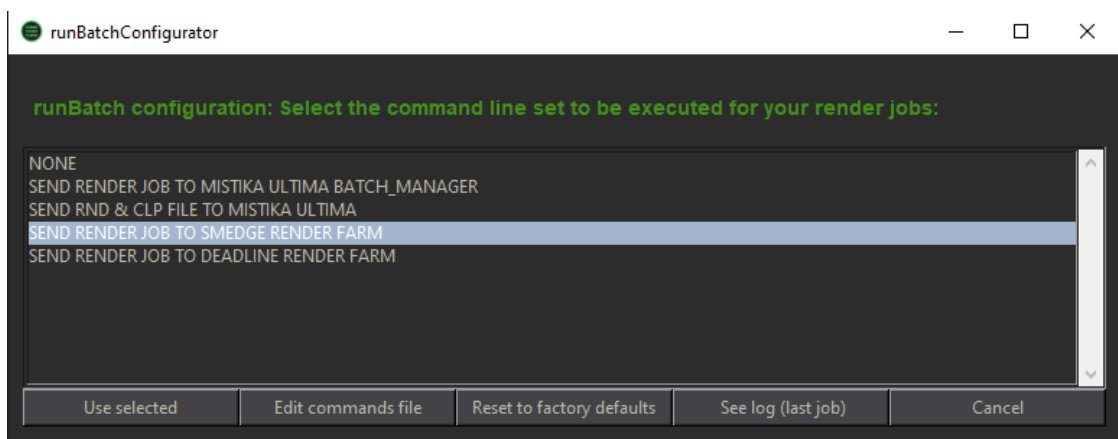 runBatchConfigurator
runBatch configuration: Select the command line set to be executed for your render jobs:
NONE
SEND RENDER JOB TO MISTIKA ULTIMA BATCH_MANAGER
SEND RND & CLP FILE TO MISTIKA ULTIMA
SEND RENDER JOB TO SMEDGE RENDER FARM
SEND RENDER JOB TO DEADLINE RENDER FARM
Use selected Edit commands file Reset to factory defaults See log (last job) Cancel